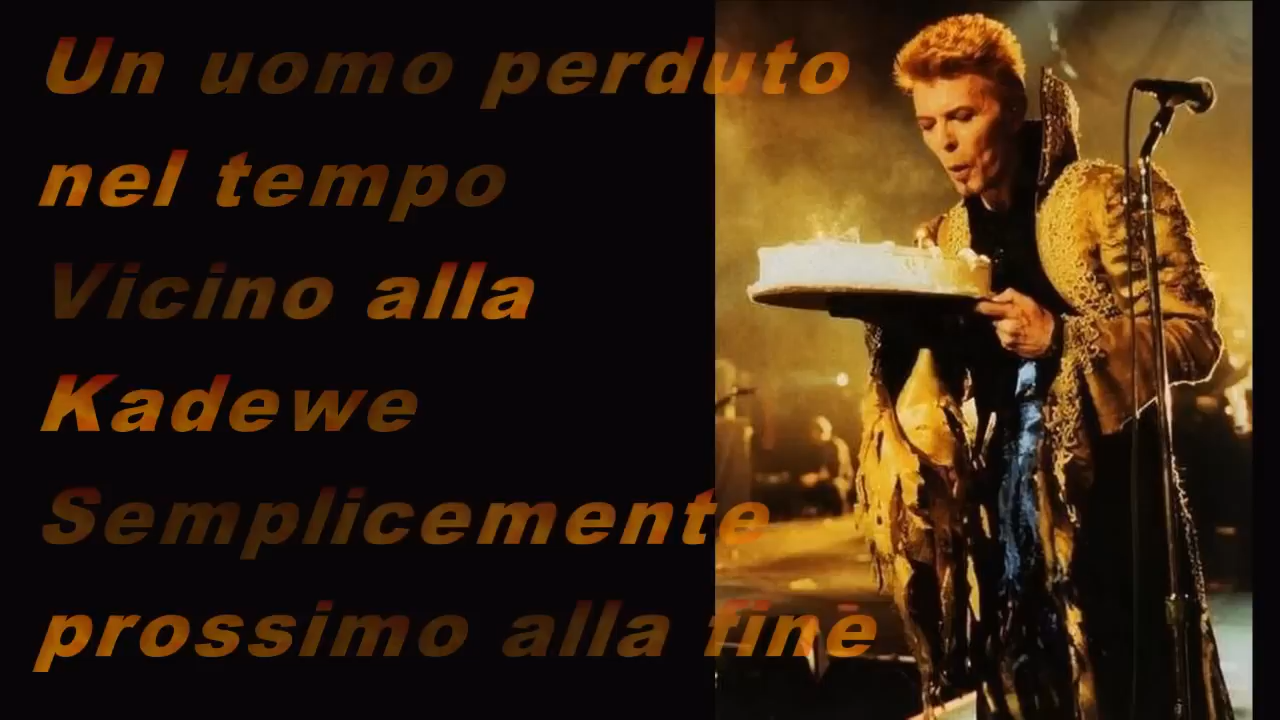 Un uomo perduto
nel tempo
Vicino alla
Kadewe
Semplicemente
prossimo alla fine